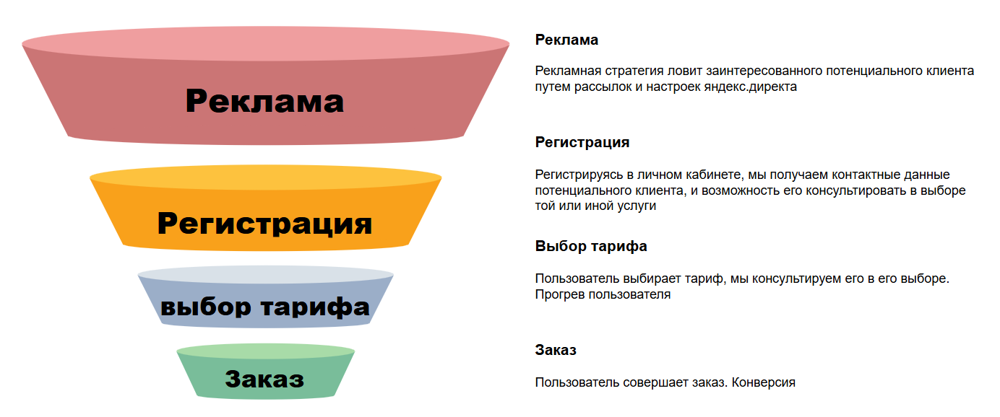 Реклама
Регистрация
выбор тарифа
Заказ
Реклама
Рекламная стратегия ловит заинтересованного потенциального клиента
путем рассылок и настроек яндекс.директа
Регистрация
Регистрируясь в личном кабинете, мы получаем контактные данные
потенциального клиента, и возможность его консультировать в выборе
той или иной услуги
Выбор тарифа
Пользователь выбирает тариф, мы консультируем его в его выборе.
Прогрев пользователя
Заказ
Пользователь совершает заказ. Конверсия